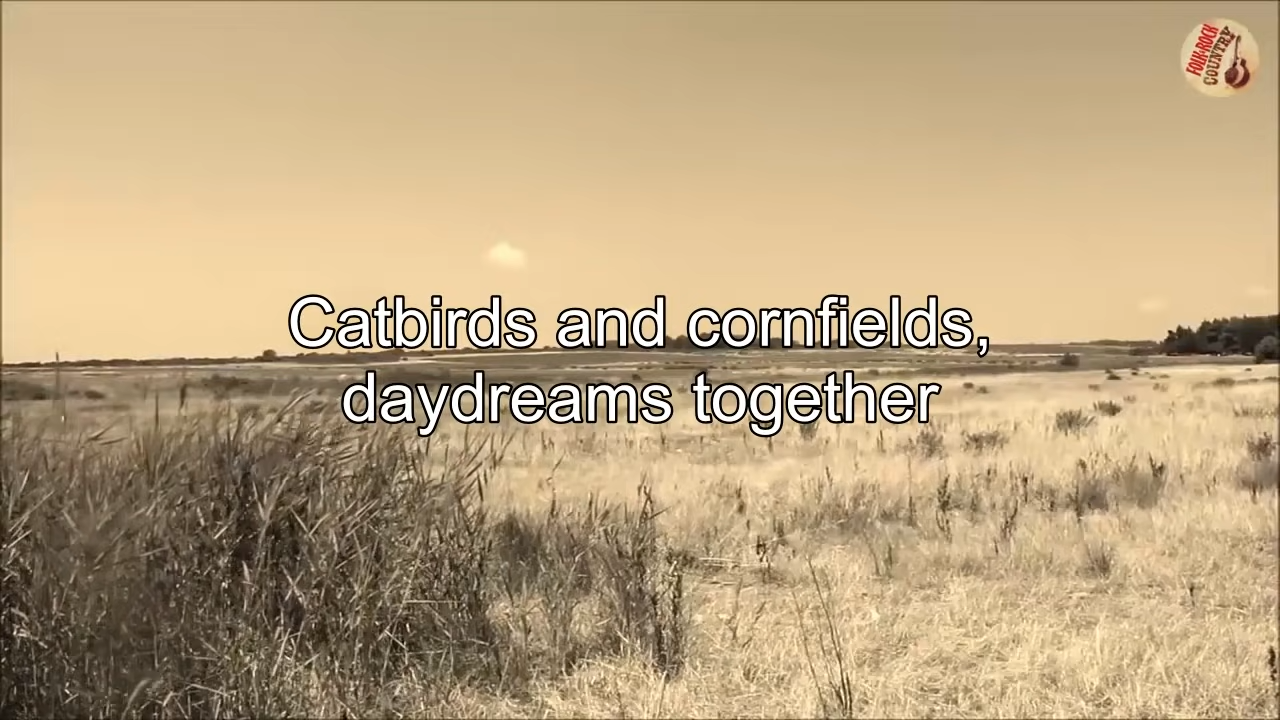 FOLK-ROCK
COUNTRY
Catbirds and cornfields,
daydreams together